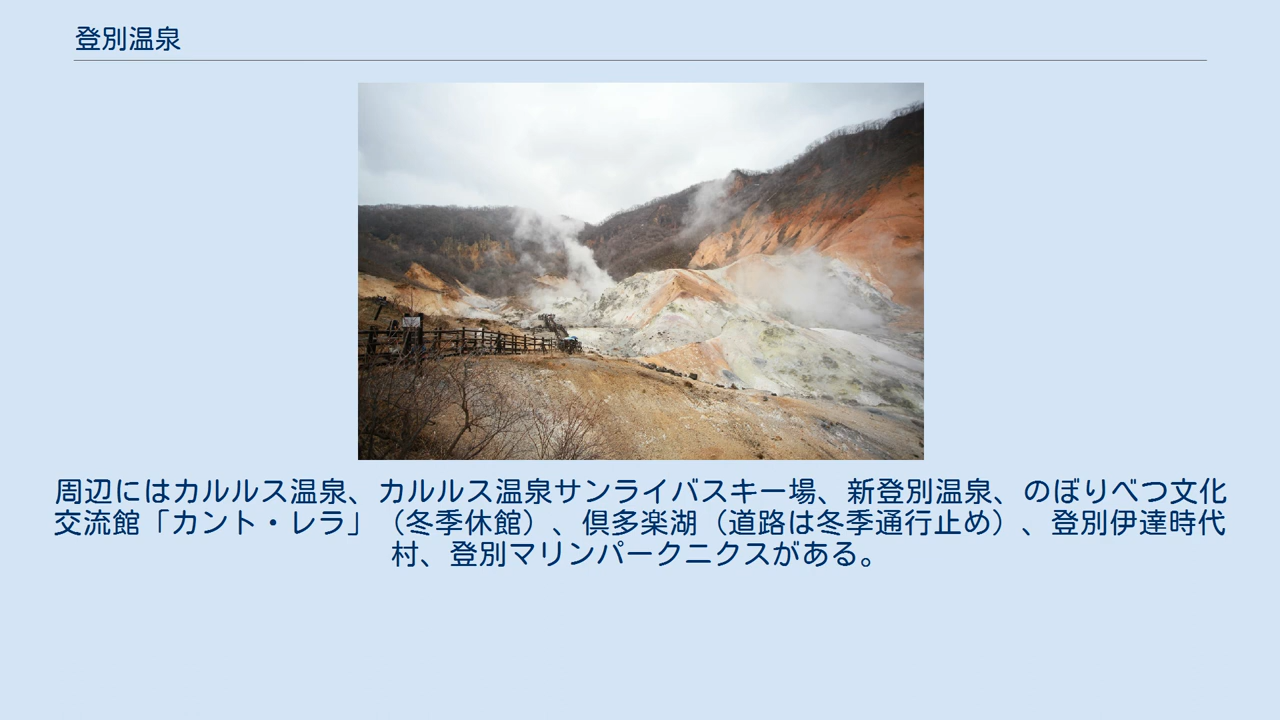 登別温泉
周辺にはカルルス温泉、カルルス温泉サンライバスキー場、新登別温泉、のぼりべつ文化
交流館「カント・レラ」（冬季休館）、倶多楽湖（道路は冬季通行止め）、登別伊達時代
村、登別マリンパークニクスがある。